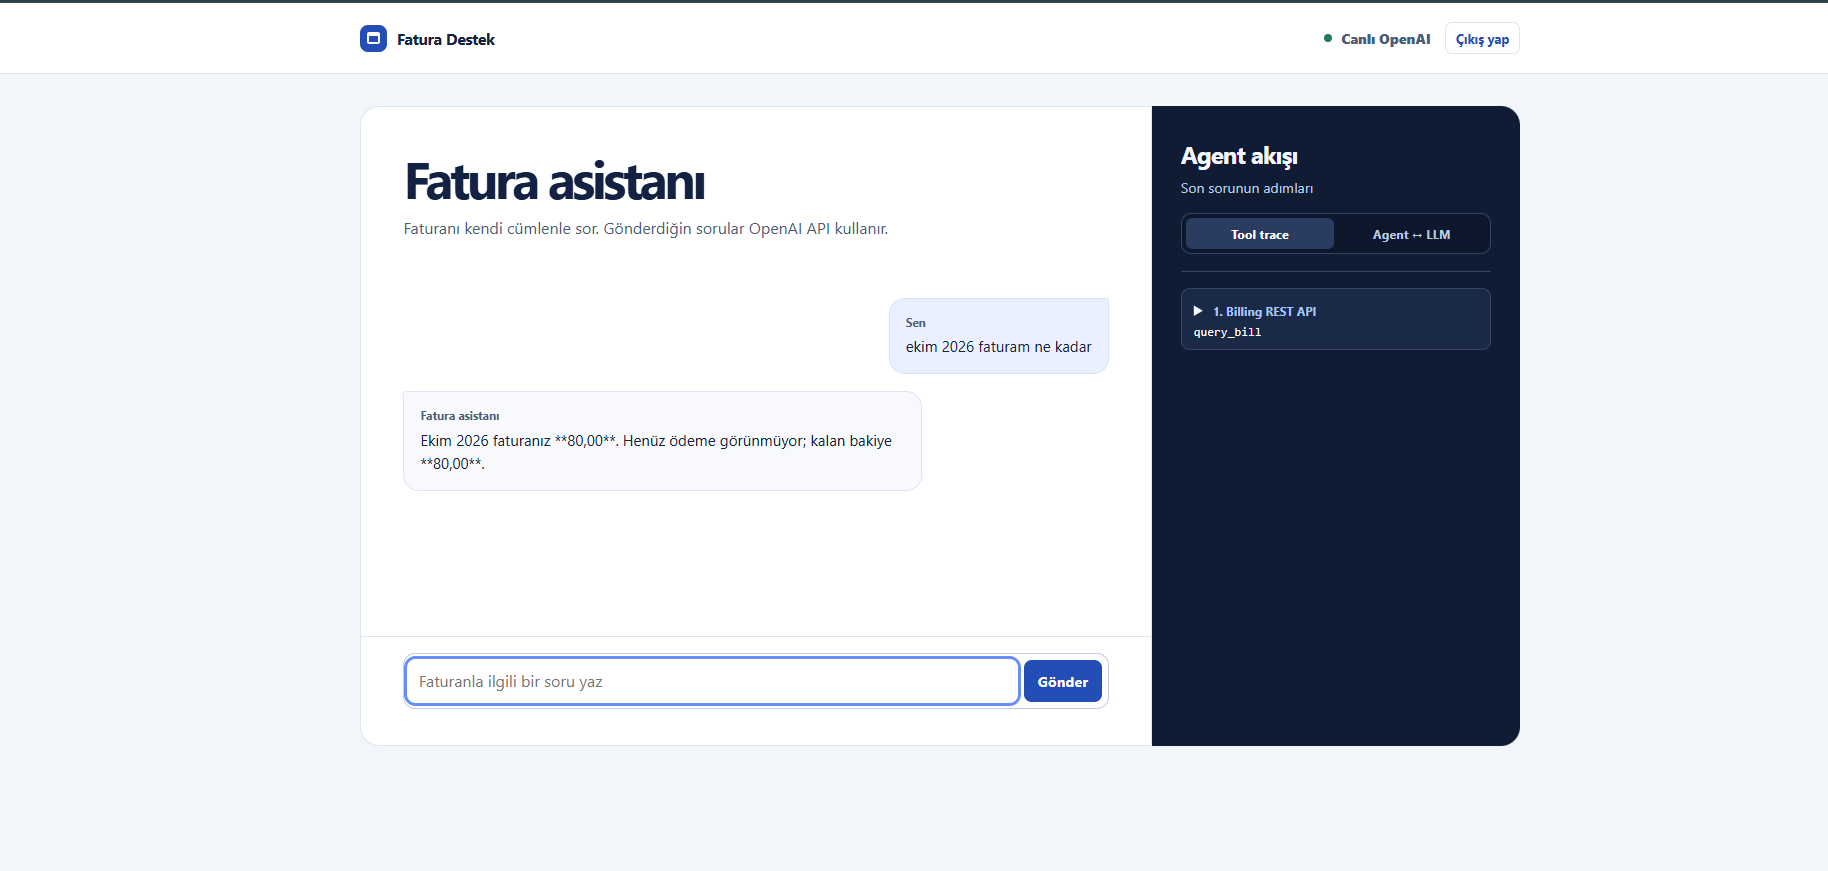 Fatura Destek
Canlı OpenAI
Çıkış yap
Fatura asistanı
Faturanı kendi cümlenle sor. Gönderdiğin sorular OpenAI API kullanır.
Sen
ekim 2026 faturam ne kadar
Fatura asistanı
Ekim 2026 faturanız **80,00**. Henüz ödeme görünmüyor; kalan bakiye
**80,00**.
Faturanla ilgili bir soru yaz
Gönder
Agent akışı
Son sorunun adımları
Tool trace
Agent ↔ LLM
1. Billing REST API
query_bill